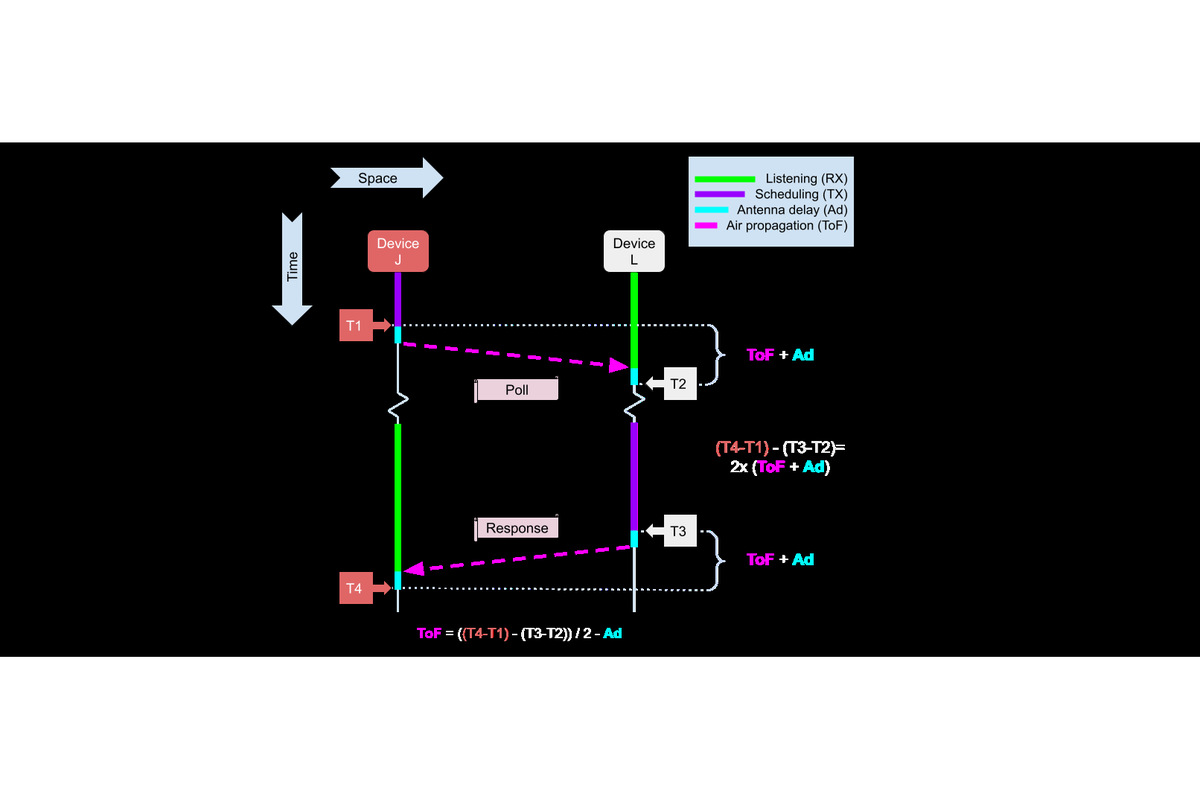 Space
Time
Listening (RX)
Scheduling (TX)
Antenna delay (Ad)
Air propagation (ToF)
Device
J
Device
L
T1
ToF + Ad
T2
Poll
(T4-T1) - (T3-T2)=
2x (ToF + Ad)
Response
T3
ToF + Ad
T4
ToF = ((T4-T1) - (T3-T2)) / 2 - Ad